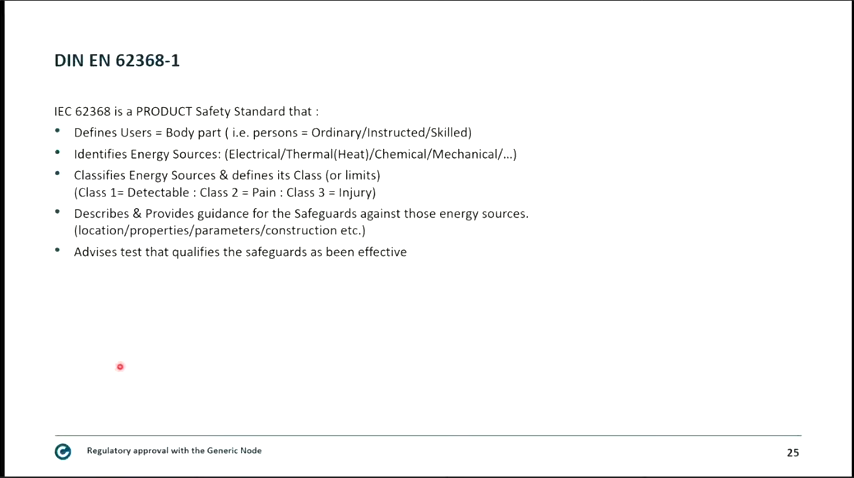 DIN EN 62368-1
IEC 62368 is a PRODUCT Safety Standard that :
• Defines Users = Body part ( i.e. persons = Ordinary/Instructed/Skilled)
• Identifies Energy Sources: (Electrical/Thermal(Heat)/Chemical/Mechanical/...)
• Classifies Energy Sources & defines its Class (or limits)
(Class 1= Detectable : Class 2 = Pain : Class 3 = Injury)
• Describes & Provides guidance for the Safeguards against those energy sources.
(location/properties/parameters/construction etc.)
• Advises test that qualifies the safeguards as been effective
Regulatory approval with the Generic Node
25